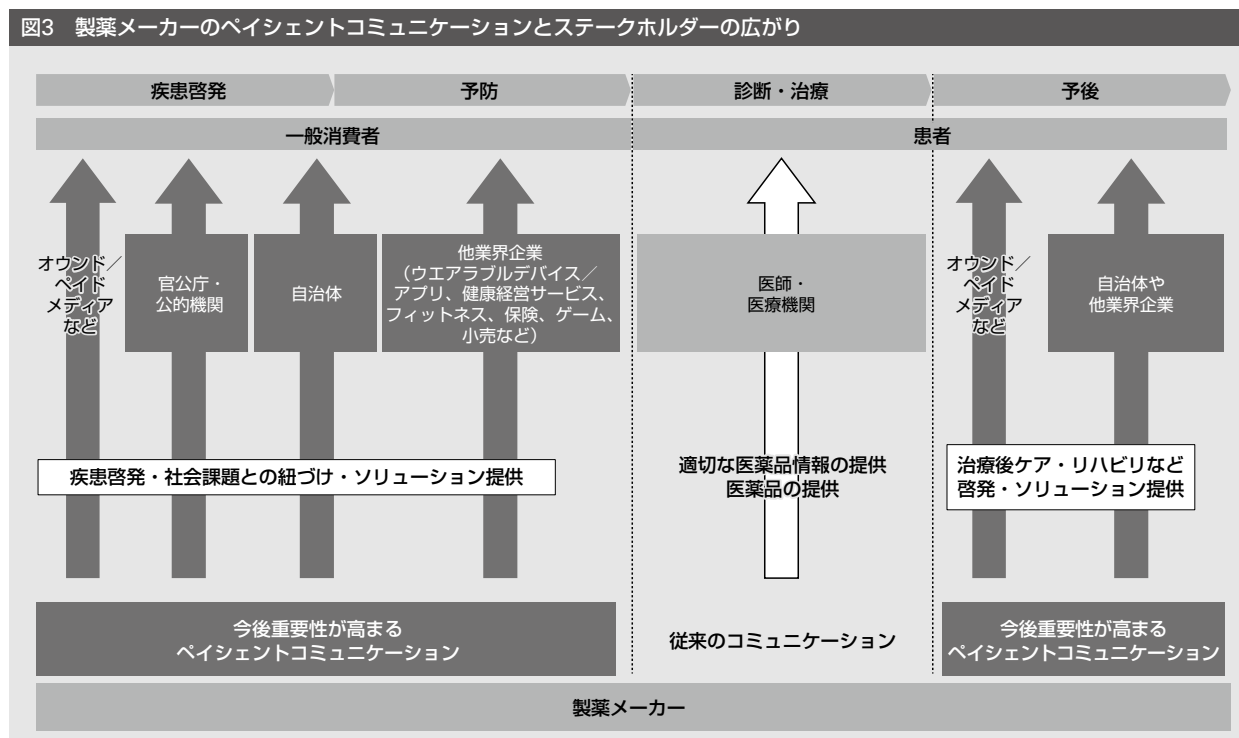 図3 製薬メーカーのペイシェントコミュニケーションとステークホルダーの広がり
疾患啓発
予防
診断・治療
予後
一般消費者
患者
オウンド／
ペイド
メディア
など
官公庁・
公的機関
自治体
他業界企業
（ウエアラブルデバイス／
アプリ、健康経営サービス、
フィットネス、保険、ゲーム、
小売など）
医師・
医療機関
オウンド／
ペイド
メディア
など
自治体や
他業界企業
疾患啓発・社会課題との紐づけ・ソリューション提供
適切な医薬品情報の提供
医薬品の提供
治療後ケア・リハビリなど
啓発・ソリューション提供
今後重要性が高まる
ペイシェントコミュニケーション
従来のコミュニケーション
今後重要性が高まる
ペイシェントコミュニケーション
製薬メーカー